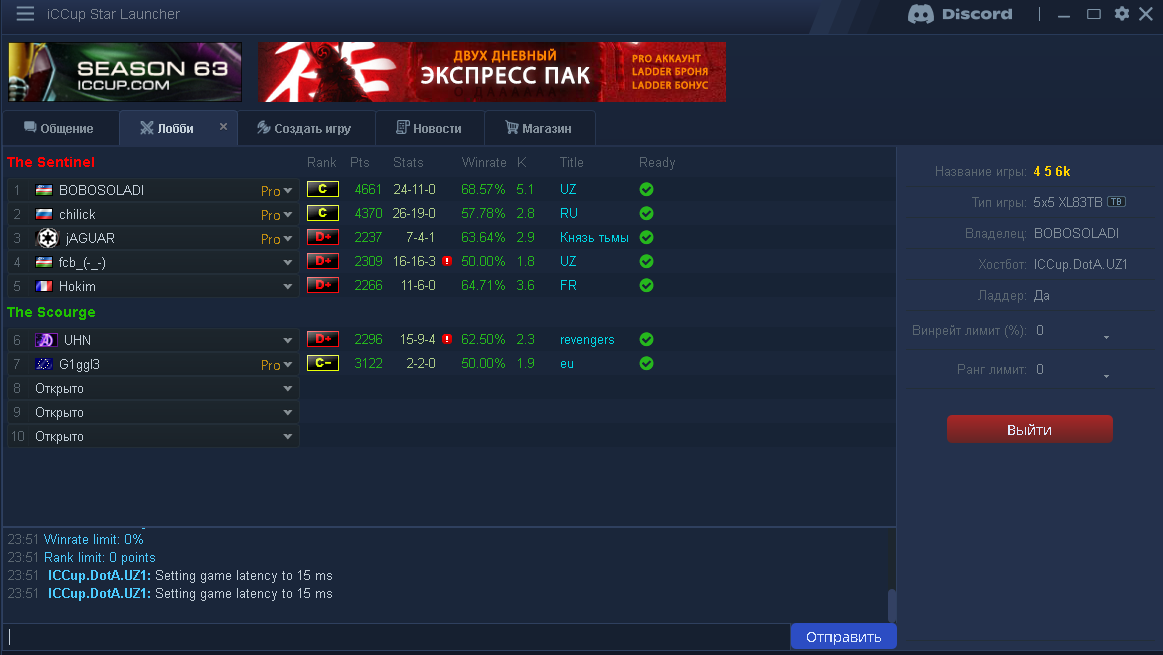 iCCup Star Launcher
Discord
SEASON 63
ICCUP.COM
ДВУХ ДНЕВНЫЙ
ЭКСПРЕСС ПАК
PRO АККАУНТ
LADDER БРОНЯ
LADDER БОНУС
Общение Лобби Создать игру Новости Магазин
The Sentinel Rank Pts Stats Winrate K Title Ready
1 BOBOSOLADI Pro C 4661 24-11-0 68.57% 5.1 UZ
2 chilick Pro C 4370 26-19-0 57.78% 2.8 RU
3 jAGUAR Pro D+ 2237 7-4-1 63.64% 2.9 Князь тьмы
4 fcb_(-_-) D+ 2309 16-16-3 50.00% 1.8 UZ
5 Hokim D+ 2266 11-6-0 64.71% 3.6 FR
The Scourge
6 UHN D+ 2296 15-9-4 62.50% 2.3 revengers
7 G1ggl3 Pro C- 3122 2-2-0 50.00% 1.9 eu
8 Открыто
9 Открыто
10 Открыто
Название игры: 4 5 6k
Тип игры: 5x5 XL83TB TB
Владелец: BOBOSOLADI
Хостбот: ICCup.DotA.UZ1
Ладдер: Да
Винрейт лимит (%): 0
Ранг лимит: 0
Выйти
23:51 Winrate limit: 0%
23:51 Rank limit: 0 points
23:51 ICCup.DotA.UZ1: Setting game latency to 15 ms
23:51 ICCup.DotA.UZ1: Setting game latency to 15 ms
Отправить